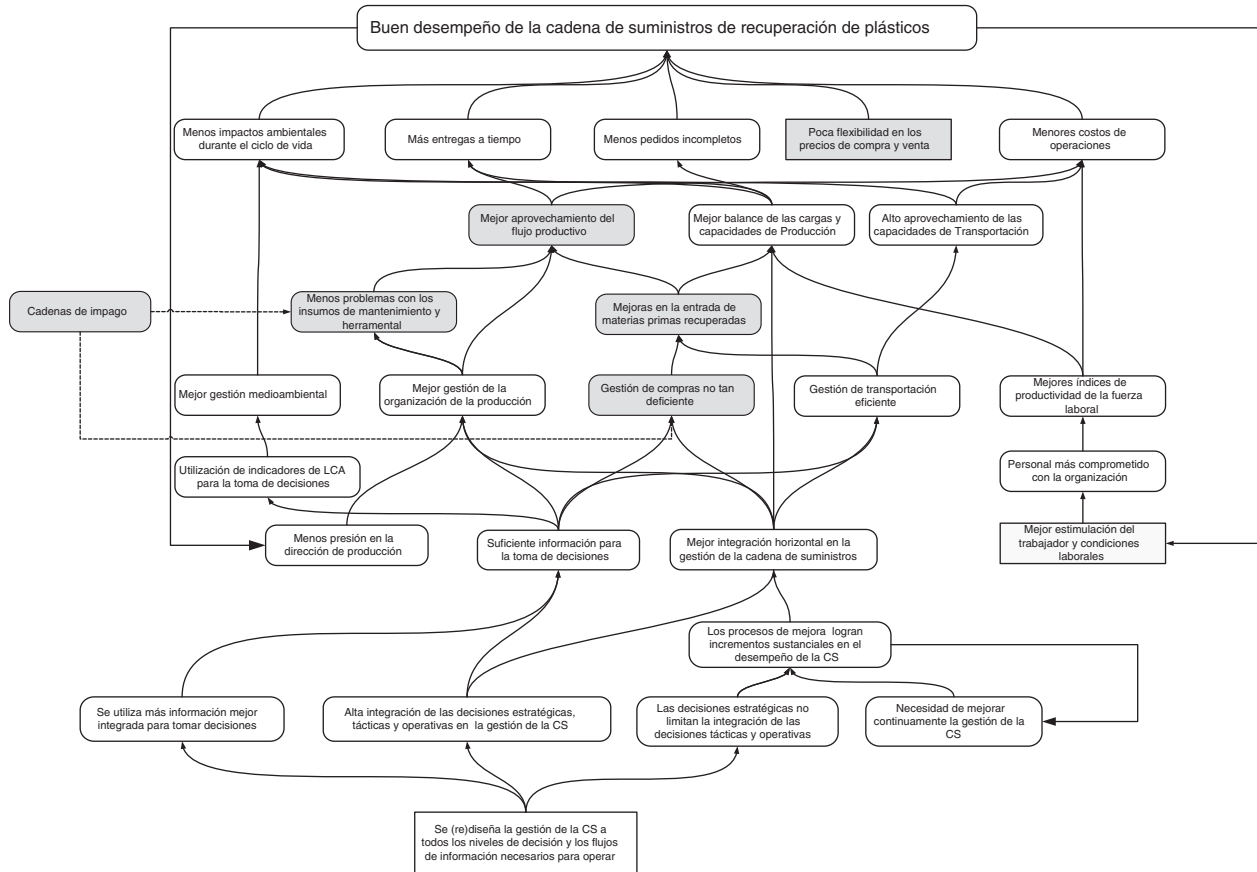 Buen desempeño de la cadena de suministros de recuperación de plásticos
Menos impactos ambientales
durante el ciclo de vida
Más entregas a tiempo
Menos pedidos incompletos
Poca flexibilidad en los
precios de compra y venta
Menores costos de
operaciones
Mejor aprovechamiento del
flujo productivo
Mejor balance de las cargas y
capacidades de Producción
Alto aprovechamiento de las
capacidades de Transportación
Cadenas de impago
Menos problemas con los
insumos de mantenimiento y
herramental
Mejoras en la entrada de
materias primas recuperadas
Mejor gestión medioambiental
Mejor gestión de la
organización de la producción
Gestión de compras no tan
deficiente
Gestión de transportación
eficiente
Mejores índices de
productividad de la fuerza
laboral
Utilización de indicadores de LCA
para la toma de decisiones
Personal más comprometido
con la organización
Menos presión en la
dirección de producción
Suficiente información para
la toma de decisiones
Mejor integración horizontal en la
gestión de la cadena de suministros
Mejor estimulación del
trabajador y condiciones
laborales
Los procesos de mejora logran
incrementos sustanciales en el
desempeño de la CS
Se utiliza más información mejor
integrada para tomar decisiones
Alta integración de las decisiones estratégicas,
tácticas y operativas en la gestión de la CS
Las decisiones estratégicas no
limitan la integración de las
decisiones tácticas y operativas
Necesidad de mejorar
continuamente la gestión de la
CS
Se (re)diseña la gestión de la CS a
todos los niveles de decisión y los flujos
de información necesarios para operar